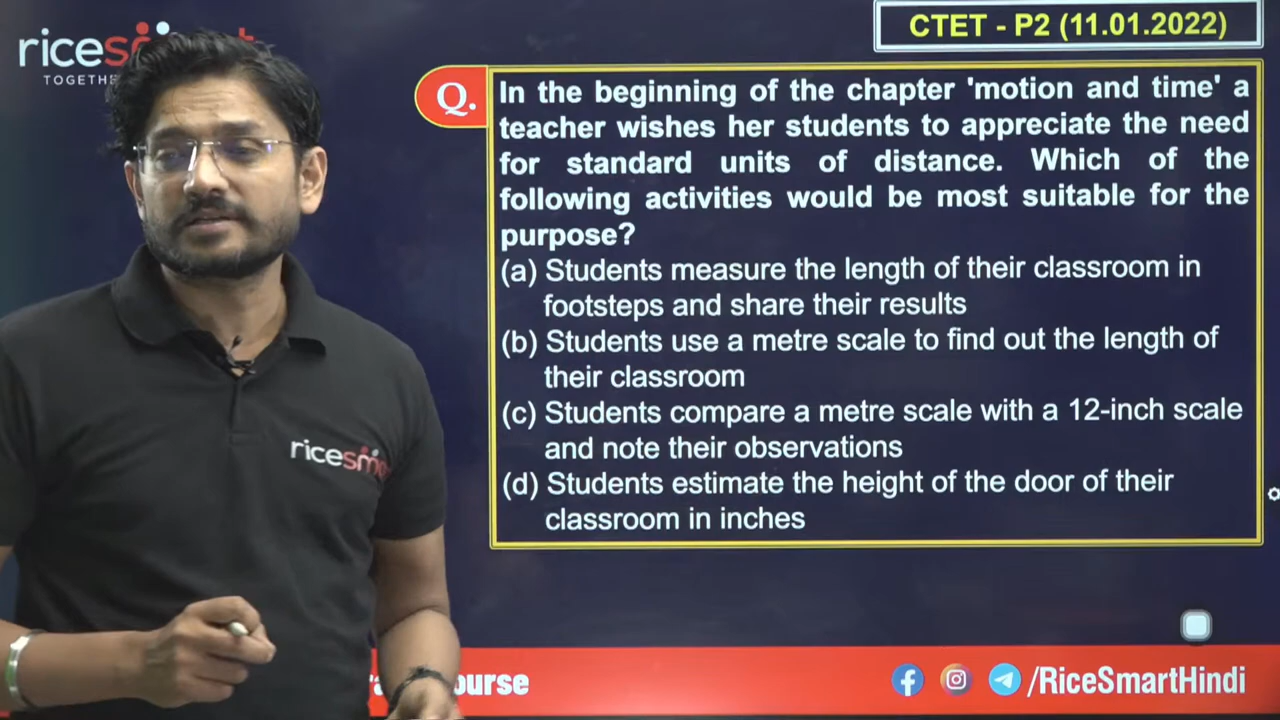 CTET - P2 (11.01.2022)
Q.
In the beginning of the chapter 'motion and time' a
teacher wishes her students to appreciate the need
for standard units of distance. Which of the
following activities would be most suitable for the
purpose?
(a) Students measure the length of their classroom in
footsteps and share their results
(b) Students use a metre scale to find out the length of
their classroom
(c) Students compare a metre scale with a 12-inch scale
and note their observations
(d) Students estimate the height of the door of their
classroom in inches
/RiceSmartHindi